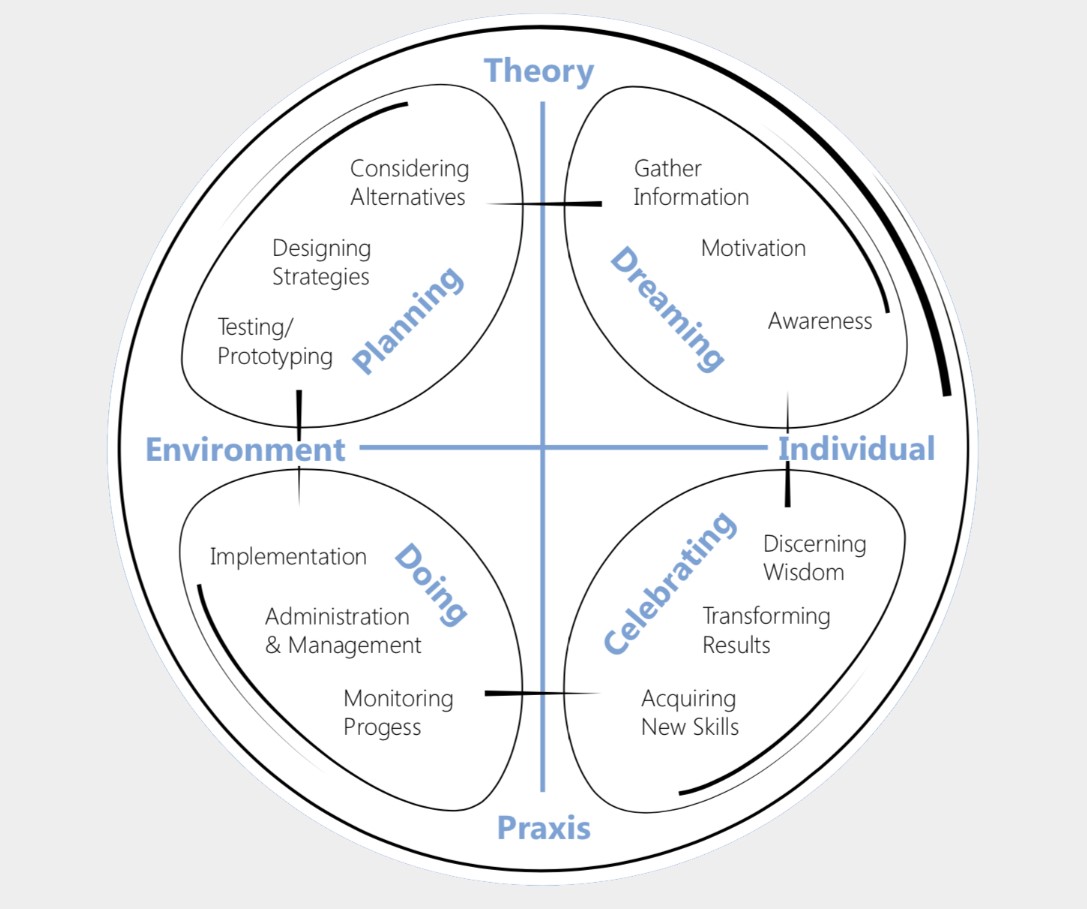 Theory
Considering
Alternatives
Designing
Strategies
Testing/
Prototyping
Planning
Gather
Information
Motivation
Awareness
Dreaming
Environment
Individual
Implementation
Administration
& Management
Monitoring
Progess
Doing
Celebrating
Discerning
Wisdom
Transforming
Results
Acquiring
New Skills
Praxis